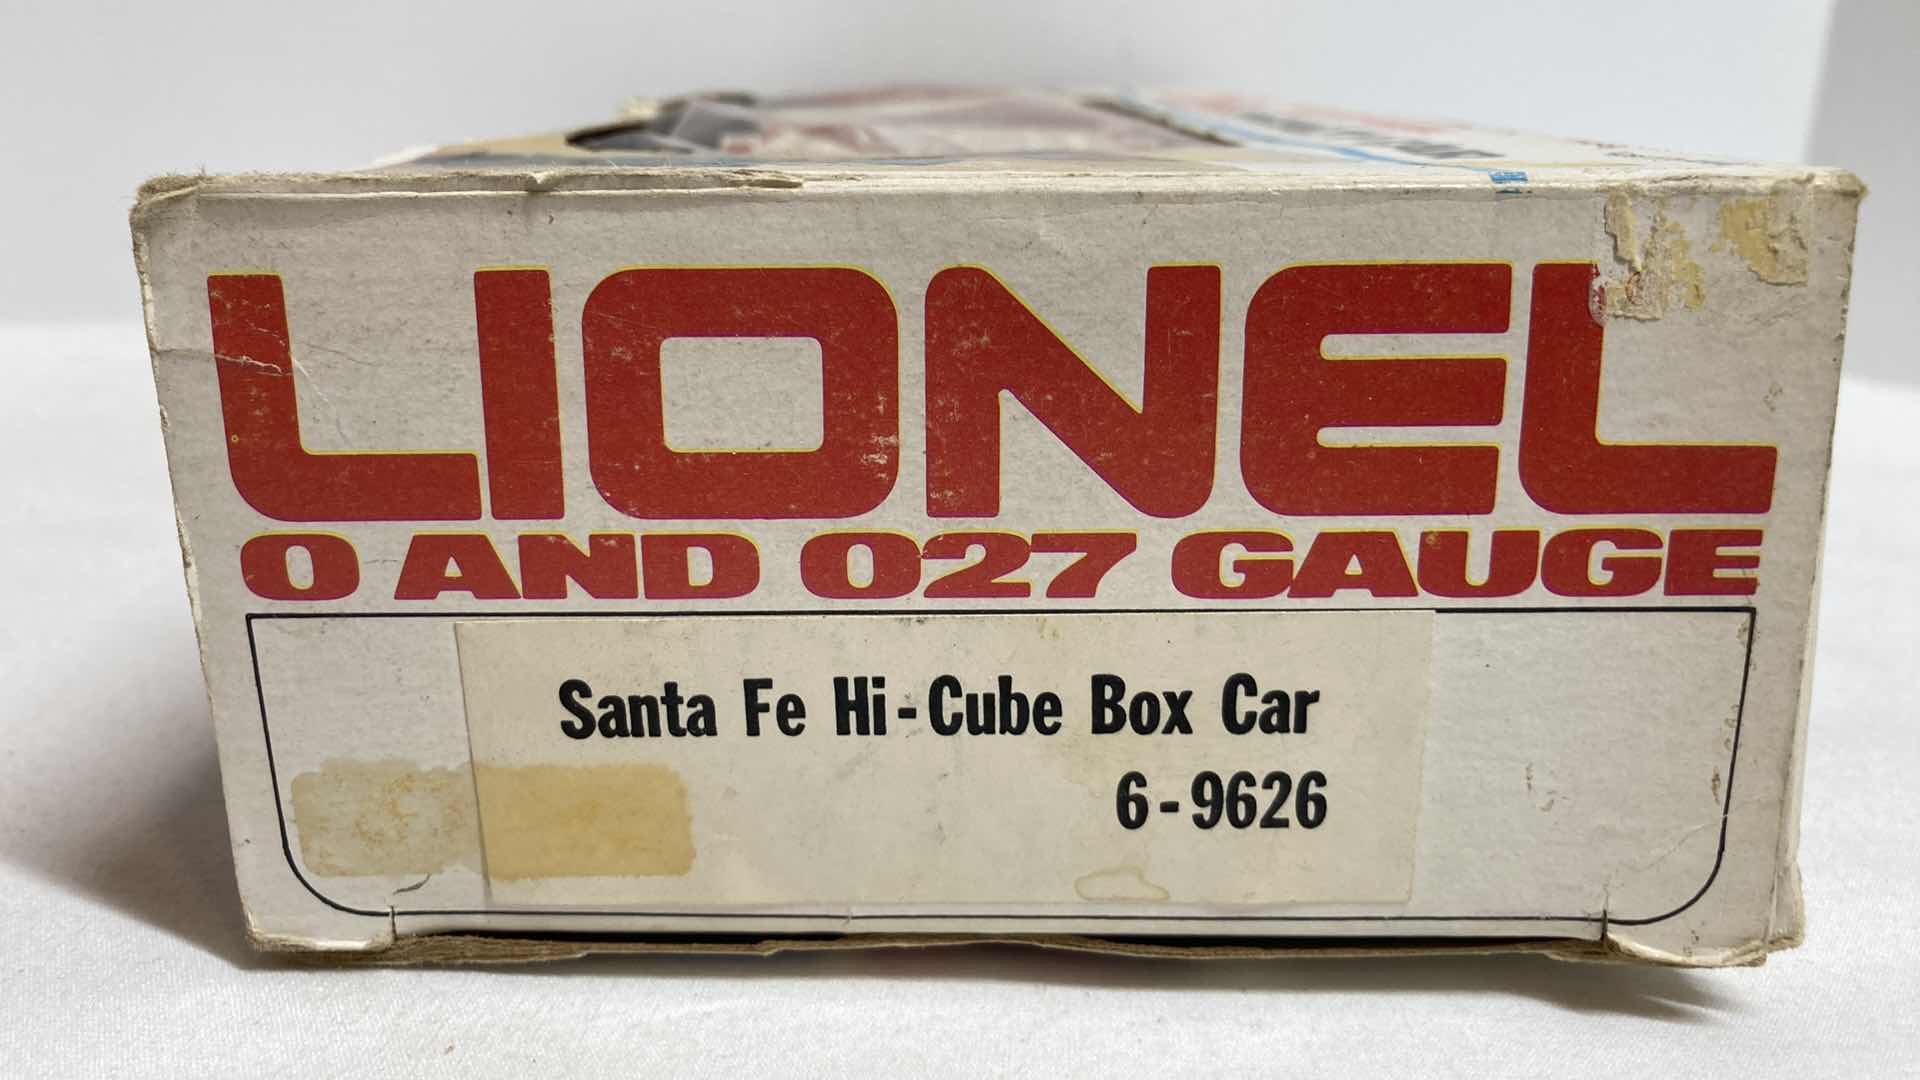 LIONEL
O AND O27 GAUGE
Santa Fe Hi-Cube Box Car
6-9626